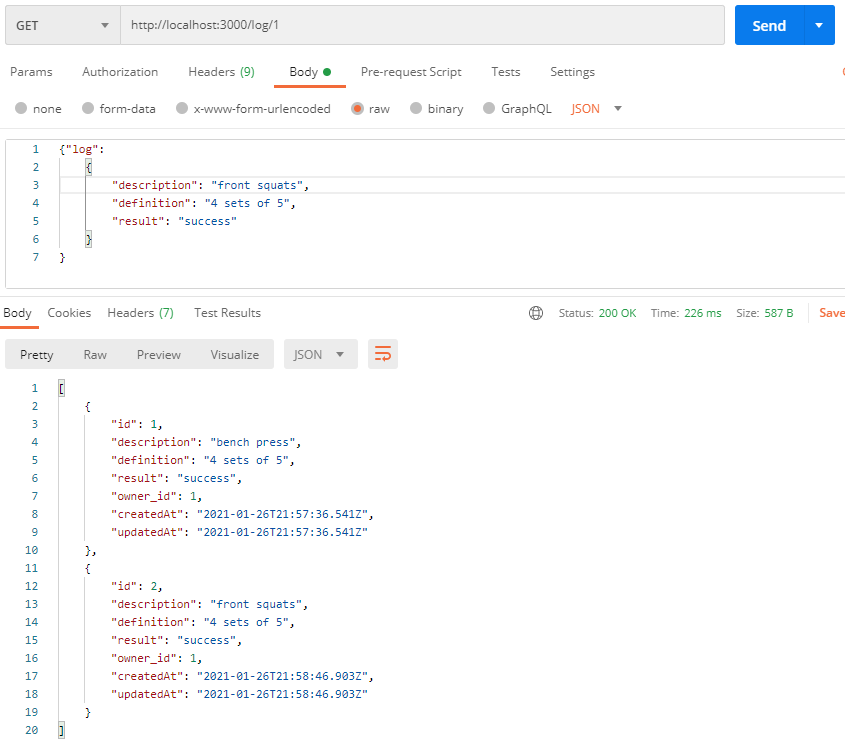 GET http://localhost:3000/log/1 Send
Params Authorization Headers (9) Body Pre-request Script Tests Settings
none form-data x-www-form-urlencoded raw binary GraphQL JSON
1 {"log":
2 {
3 "description": "front squats",
4 "definition": "4 sets of 5",
5 "result": "success"
6 }
7 }
Body Cookies Headers (7) Test Results Status: 200 OK Time: 226 ms Size: 587 B Save
Pretty Raw Preview Visualize JSON
1 [
2 {
3 "id": 1,
4 "description": "bench press",
5 "definition": "4 sets of 5",
6 "result": "success",
7 "owner_id": 1,
8 "createdAt": "2021-01-26T21:57:36.541Z",
9 "updatedAt": "2021-01-26T21:57:36.541Z"
10 },
11 {
12 "id": 2,
13 "description": "front squats",
14 "definition": "4 sets of 5",
15 "result": "success",
16 "owner_id": 1,
17 "createdAt": "2021-01-26T21:58:46.903Z",
18 "updatedAt": "2021-01-26T21:58:46.903Z"
19 }
20 ]